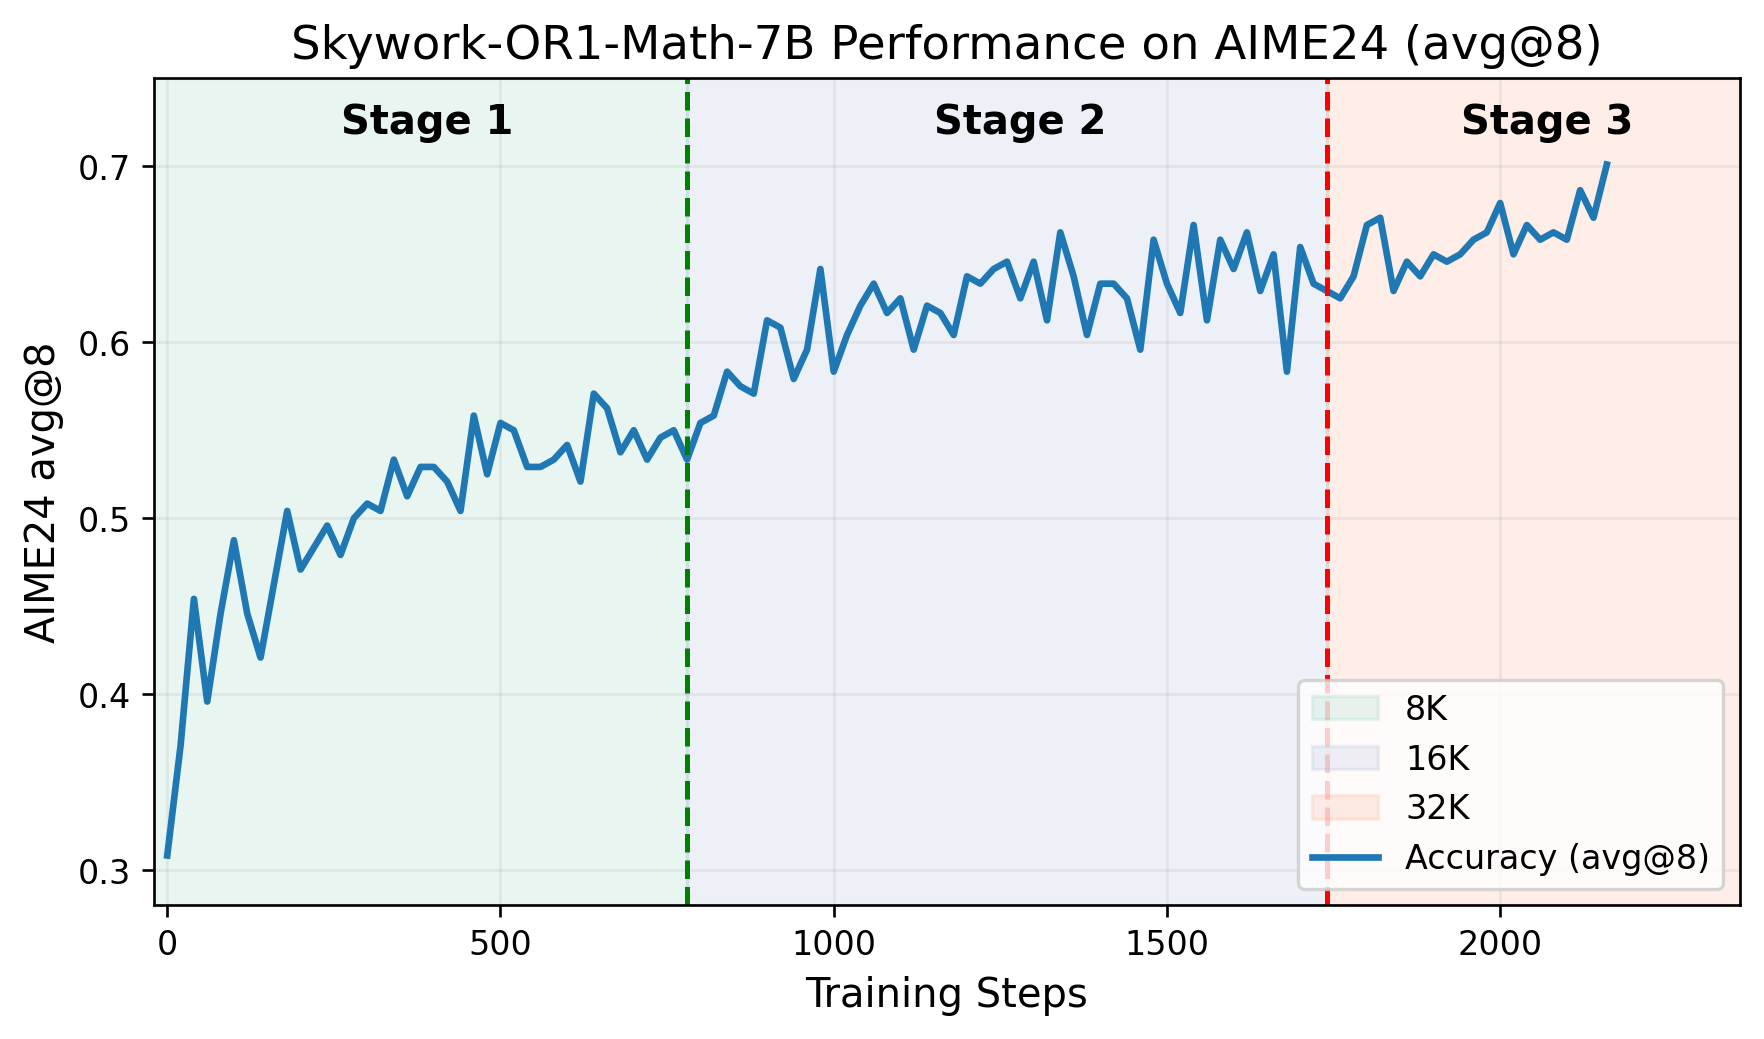 Skywork-OR1-Math-7B Performance on AIME24 (avg@8)
Stage 1
Stage 2
Stage 3
AIME24 avg@8
0.7
0.6
0.5
0.4
0.3
8K
16K
32K
Accuracy (avg@8)
0
500
1000
1500
2000
Training Steps